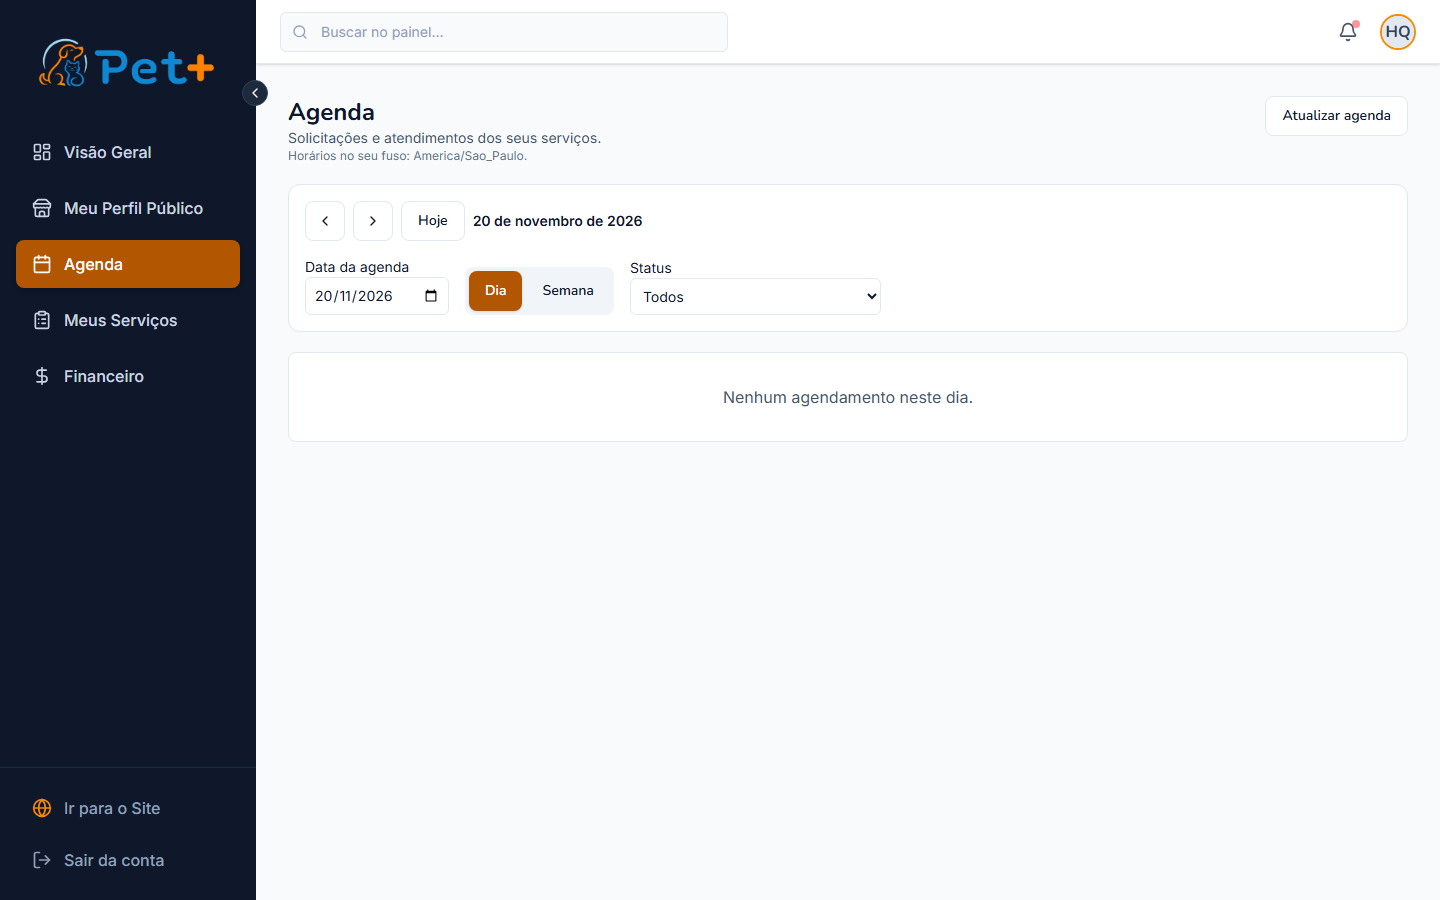 Pet+
Buscar no painel...
HQ
Visão Geral
Meu Perfil Público
Agenda
Meus Serviços
Financeiro
Ir para o Site
Sair da conta
Agenda
Atualizar agenda
Solicitações e atendimentos dos seus serviços.
Horários no seu fuso: America/Sao_Paulo.
Hoje
20 de novembro de 2026
Data da agenda
20/11/2026
Dia
Semana
Status
Todos
Nenhum agendamento neste dia.